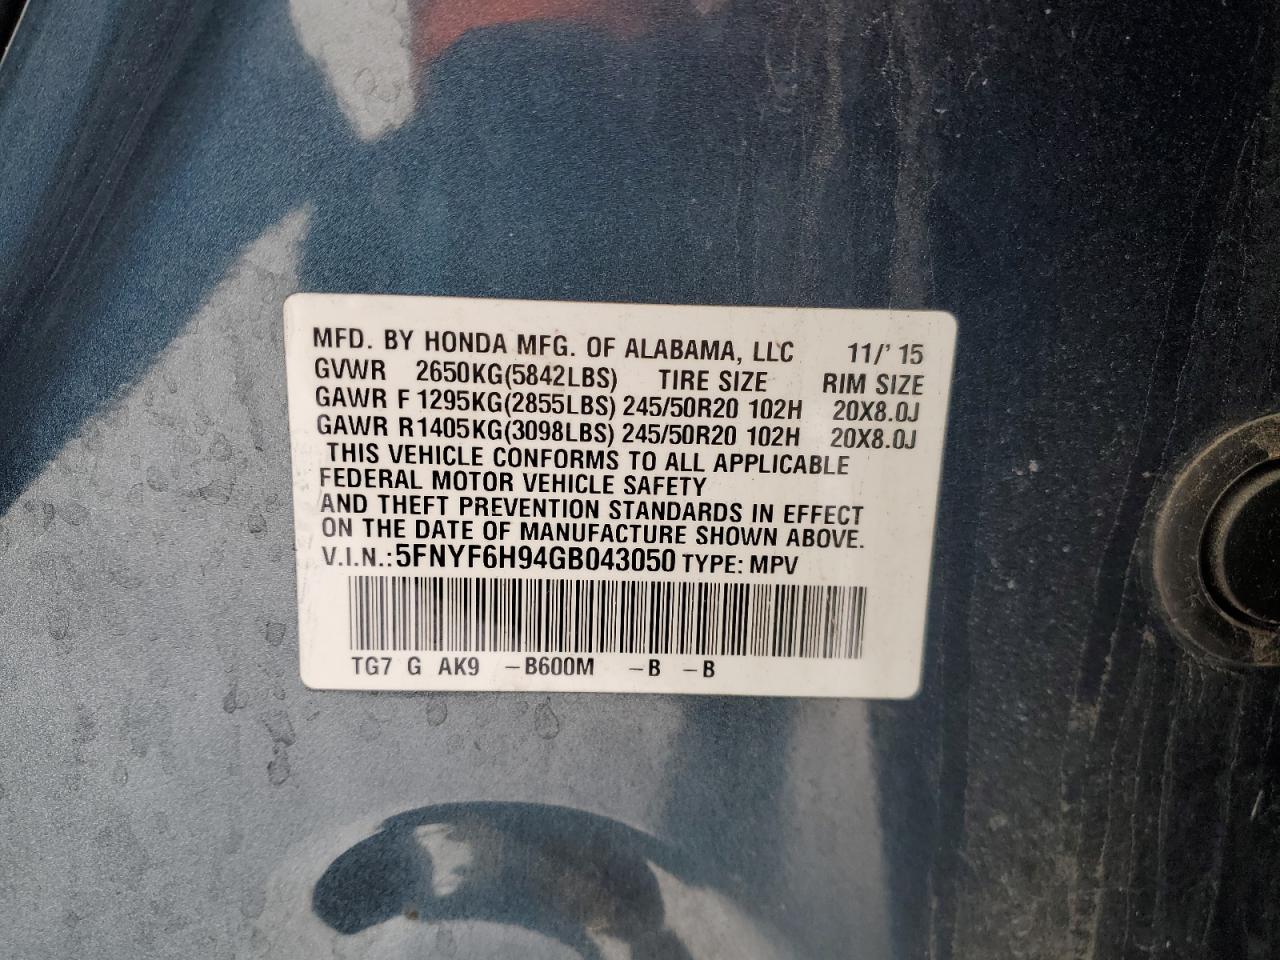 MFD. BY HONDA MFG. OF ALABAMA, LLC 11/' 15
GVWR 2650KG(5842LBS) TIRE SIZE RIM SIZE
GAWR F 1295KG(2855LBS) 245/50R20 102H 20X8.0J
GAWR R1405KG(3098LBS) 245/50R20 102H 20X8.0J
THIS VEHICLE CONFORMS TO ALL APPLICABLE
FEDERAL MOTOR VEHICLE SAFETY
AND THEFT PREVENTION STANDARDS IN EFFECT
ON THE DATE OF MANUFACTURE SHOWN ABOVE.
V.I.N.: 5FNYF6H94GB043050 TYPE: MPV
TG7 G AK9 -B600M -B -B